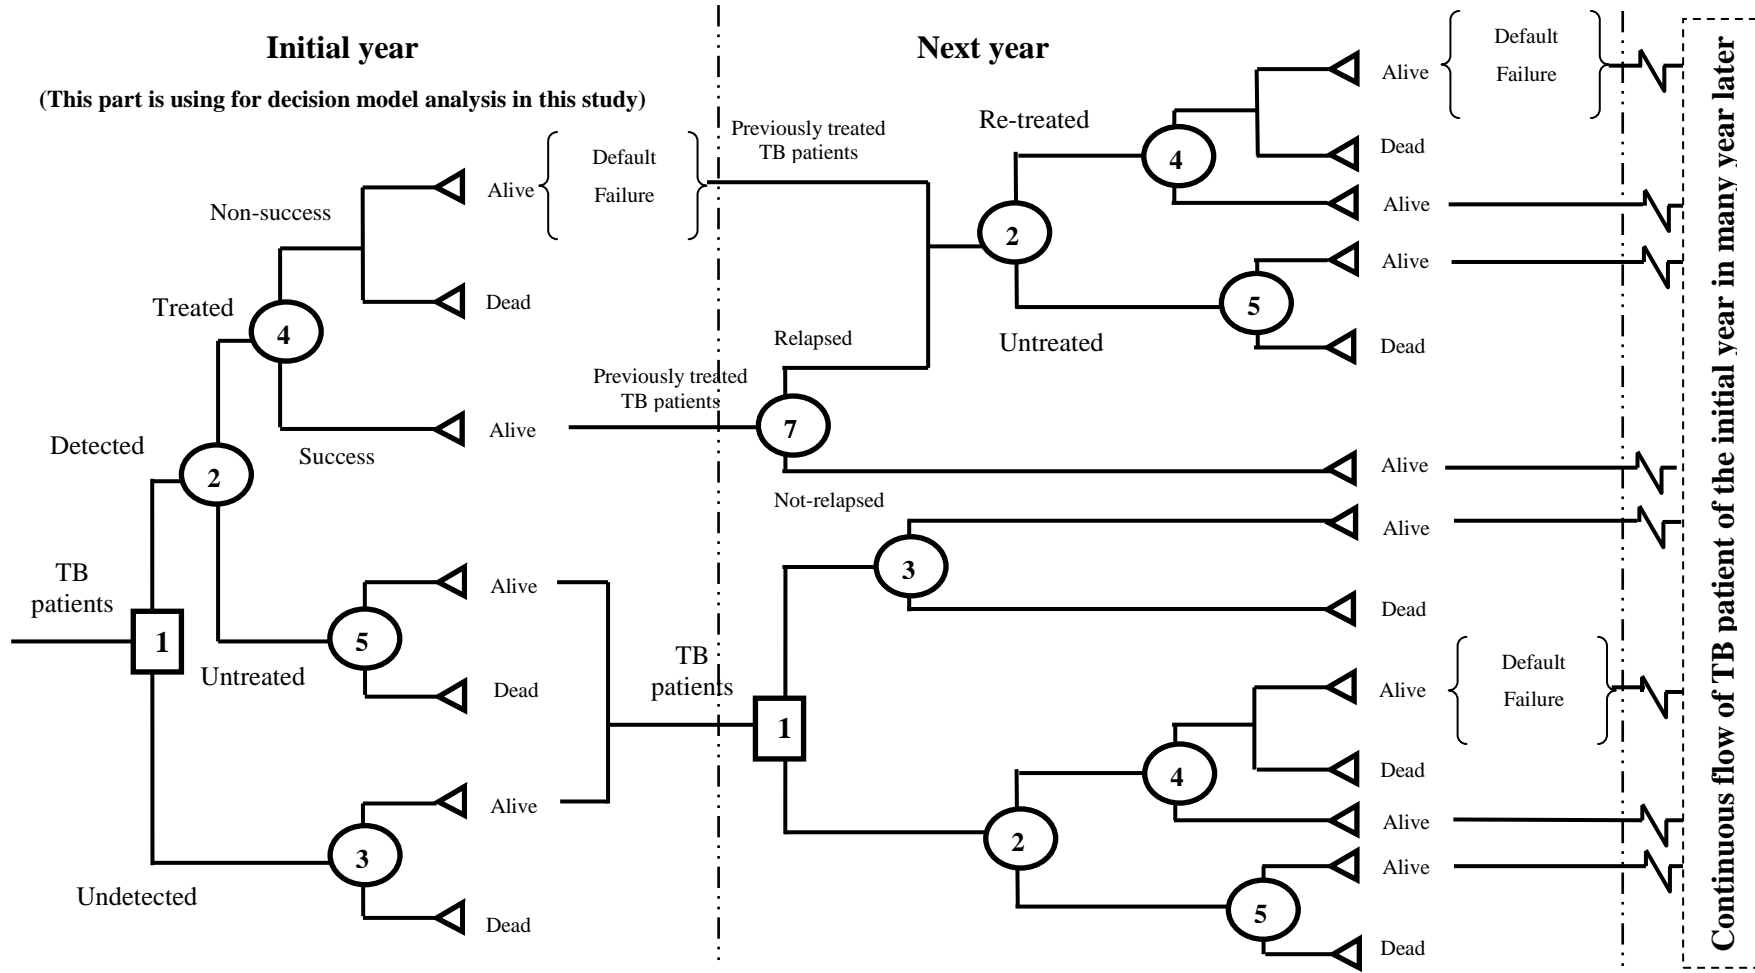 Initial year
(This part is using for decision model analysis in this study)
Non-success
Alive
Default
Failure
Dead
Treated
4
Success
Alive
Detected
2
TB
patients
1
Untreated
5
Alive
Dead
Undetected
3
Alive
Dead
Next year
Previously treated
TB patients
Previously treated
TB patients
Relapsed
7
Not-relapsed
Re-treated
2
Untreated
4
Alive
Default
Failure
Dead
Alive
5
Alive
Dead
Alive
TB
patients
1
3
Alive
Dead
2
4
Alive
Default
Failure
Dead
Alive
5
Alive
Dead
Continuous flow of TB patient of the initial year in many year later